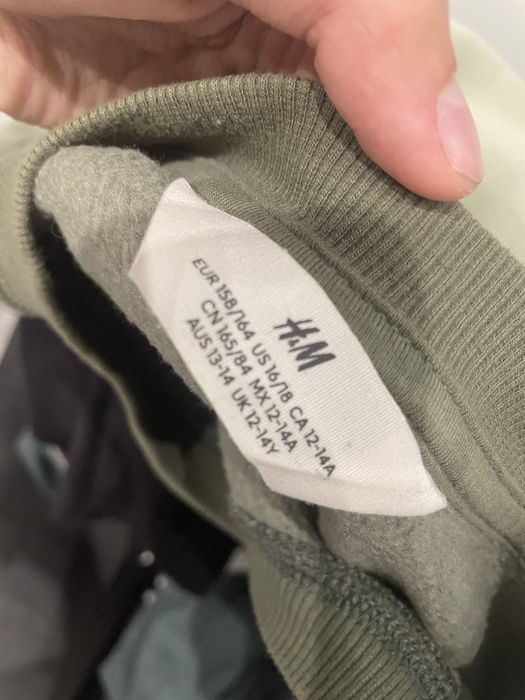 H&M
EUR 158/164 US 16/18 CA 12-14A
CN 165/84 MX 12-14A
AUS 13-14 UK 12-14Y